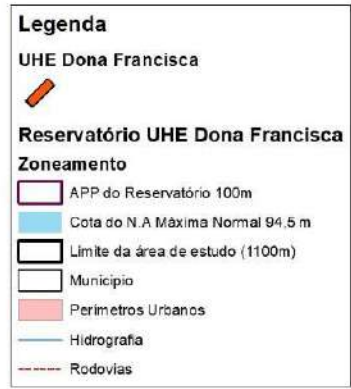 Legenda
UHE Dona Francisca
Reservatório UHE Dona Francisca
Zoneamento
APP do Reservatório 100m
Cota do N.A Máxima Normal 94,5 m
Limite da área de estudo (1100m)
Município
Perímetros Urbanos
Hidrografia
Rodovias